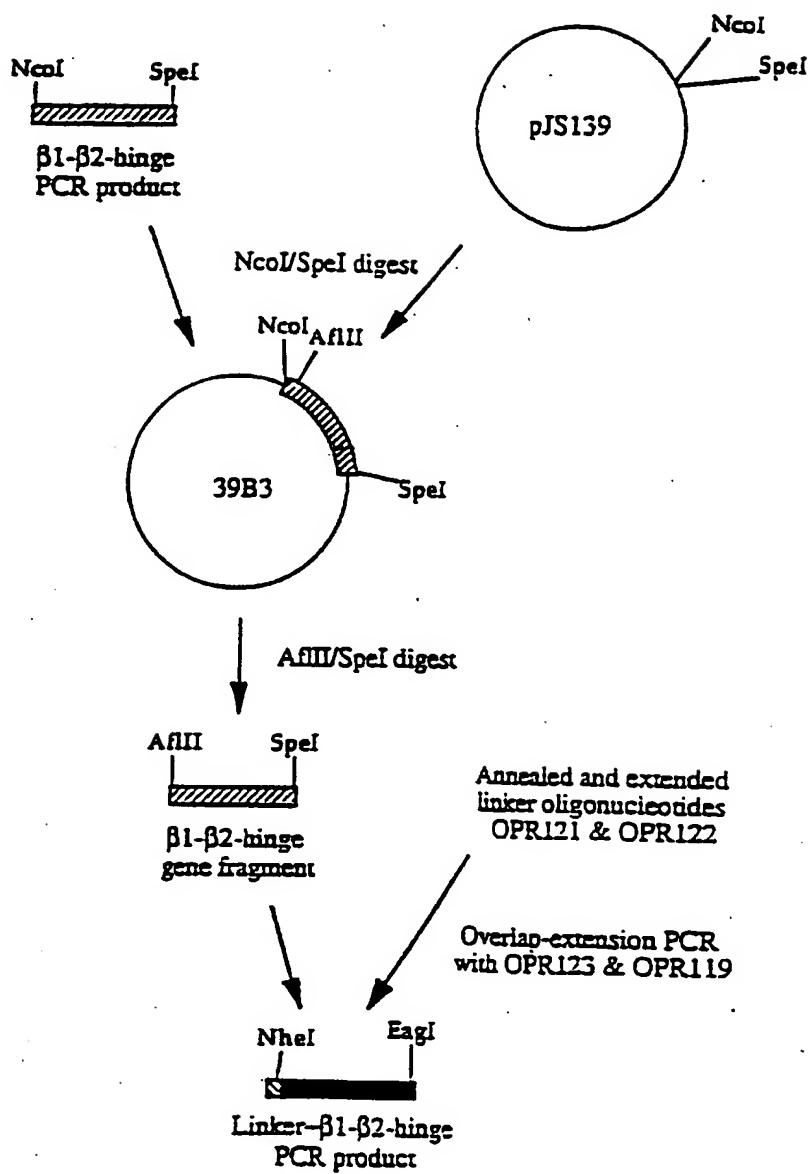 NcoI
SpeI
β1-β2-hinge
PCR product
NcoI
SpeI
pJS139
NcoI/SpeI digest
NcoI
AflII
39B3
SpeI
AflII/SpeI digest
AflII
SpeI
β1-β2-hinge
gene fragment
Annealed and extended
linker oligonucleotides
OPR121 & OPR122
Overlap-extension PCR
with OPR123 & OPR119
NheI
EagI
Linker-β1-β2-hinge
PCR product